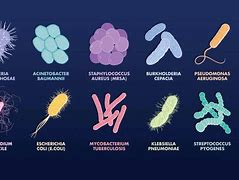 ACINETOBACTER
BAUMANNII
STAPHYLOCOCCUS
AUREUS (MRSA)
BURKHOLDERIA
CEPACIA
PSEUDOMONAS
AERUGINOSA
ESCHERICHIA
COLI (E.COLI)
MYCOBACTERIUM
TUBERCULOSIS
KLEBSIELLA
PNEUMONIAE
STREPTOCOCCUS
PYOGENES